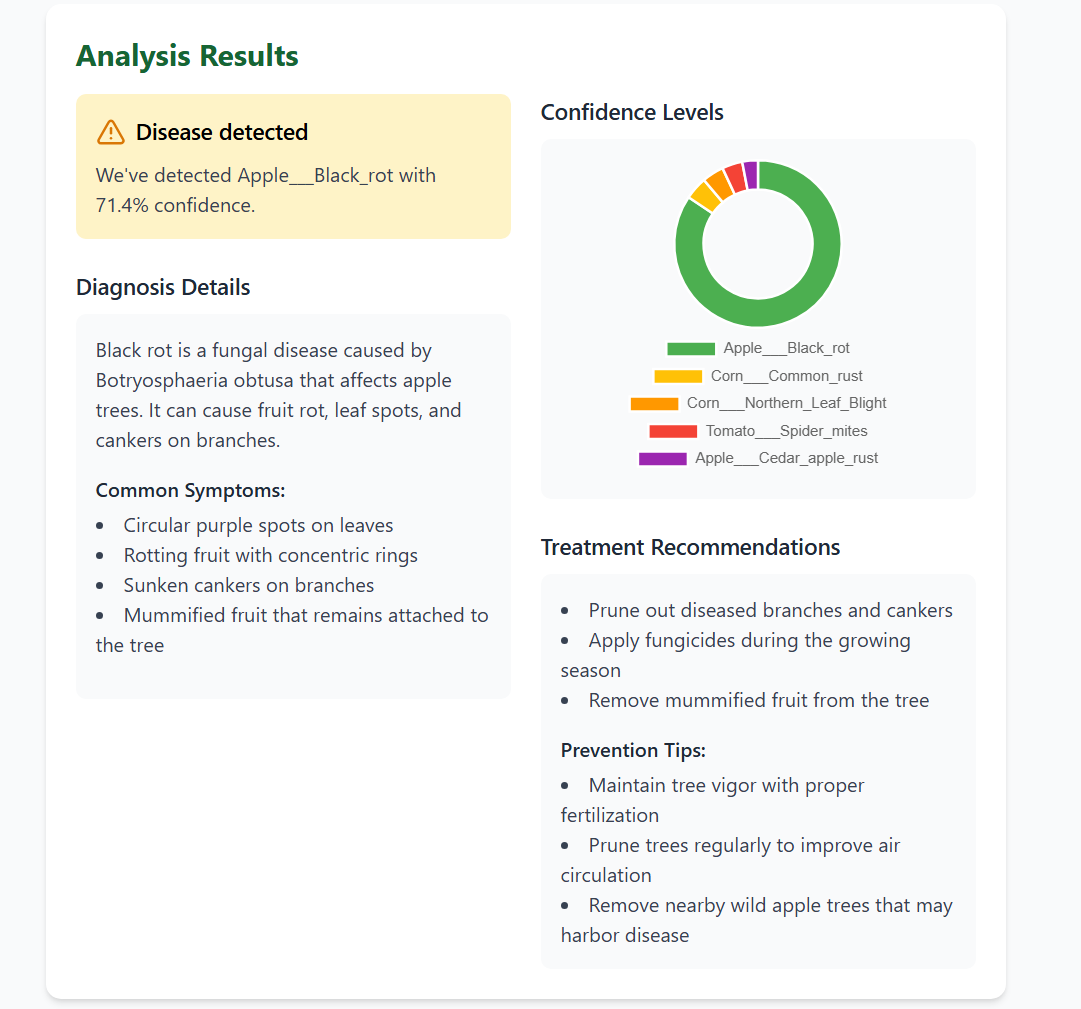 Analysis Results
Disease detected
We've detected Apple___Black_rot with
71.4% confidence.
Diagnosis Details
Black rot is a fungal disease caused by
Botryosphaeria obtusa that affects apple
trees. It can cause fruit rot, leaf spots, and
cankers on branches.
Common Symptoms:
• Circular purple spots on leaves
• Rotting fruit with concentric rings
• Sunken cankers on branches
• Mummified fruit that remains attached to
the tree
Confidence Levels
Apple___Black_rot
Corn___Common_rust
Corn___Northern_Leaf_Blight
Tomato___Spider_mites
Apple___Cedar_apple_rust
Treatment Recommendations
• Prune out diseased branches and cankers
• Apply fungicides during the growing
season
• Remove mummified fruit from the tree
Prevention Tips:
• Maintain tree vigor with proper
fertilization
• Prune trees regularly to improve air
circulation
• Remove nearby wild apple trees that may
harbor disease